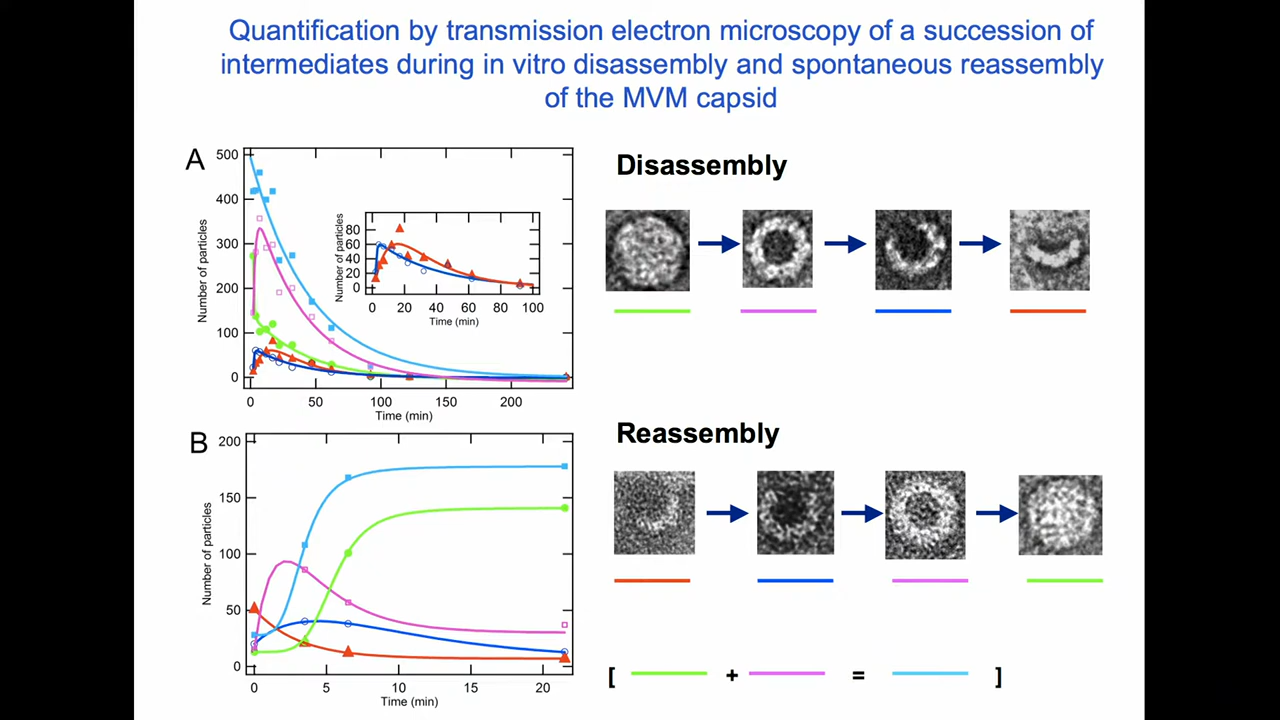 Quantification by transmission electron microscopy of a succession of
intermediates during in vitro disassembly and spontaneous reassembly
of the MVM capsid
A
500
400
300
200
100
0
Number of particles
0 50 100 150 200
Time (min)
80
60
40
20
0
Number of particles
0 20 40 60 80 100
Time (min)
Disassembly
B
200
150
100
50
0
Number of particles
0 5 10 15 20
Time (min)
Reassembly
[ + = ]